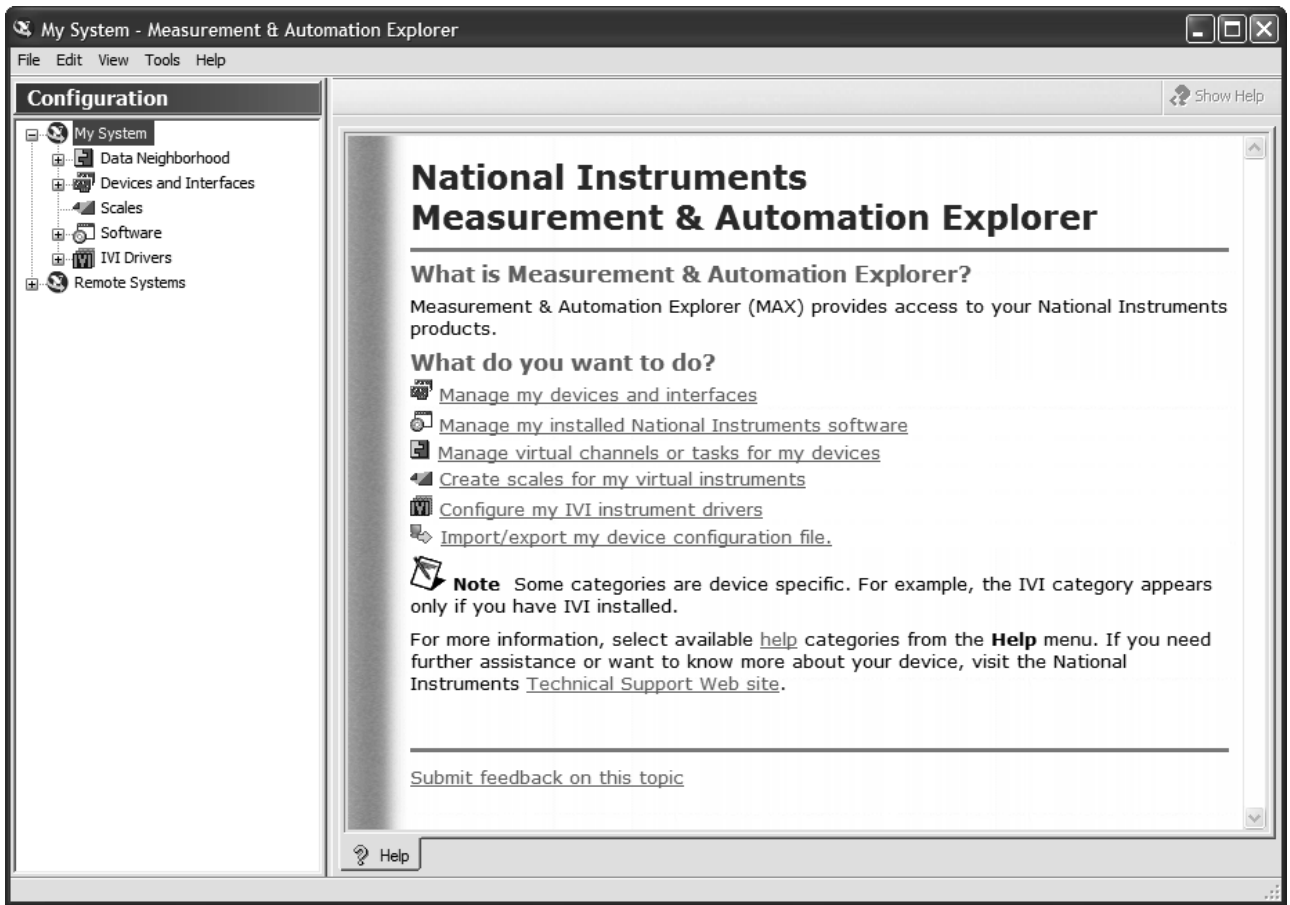 My System - Measurement & Automation Explorer
File Edit View Tools Help
Configuration
Show Help
My System
Data Neighborhood
Devices and Interfaces
Scales
Software
IVI Drivers
Remote Systems
National Instruments
Measurement & Automation Explorer
What is Measurement & Automation Explorer?
Measurement & Automation Explorer (MAX) provides access to your National Instruments
products.
What do you want to do?
Manage my devices and interfaces
Manage my installed National Instruments software
Manage virtual channels or tasks for my devices
Create scales for my virtual instruments
Configure my IVI instrument drivers
Import/export my device configuration file.
Note Some categories are device specific. For example, the IVI category appears
only if you have IVI installed.
For more information, select available help categories from the Help menu. If you need
further assistance or want to know more about your device, visit the National
Instruments Technical Support Web site.
Submit feedback on this topic
Help